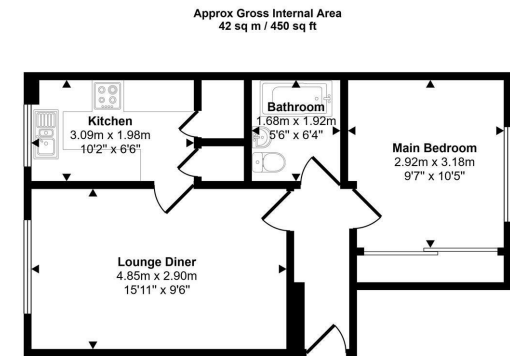 Approx Gross Internal Area
42 sq m / 450 sq ft
Kitchen
3.09m x 1.98m
10'2" x 6'6"
Bathroom
1.68m x 1.92m
5'6" x 6'4"
Main Bedroom
2.92m x 3.18m
9'7" x 10'5"
Lounge Diner
4.85m x 2.90m
15'11" x 9'6"